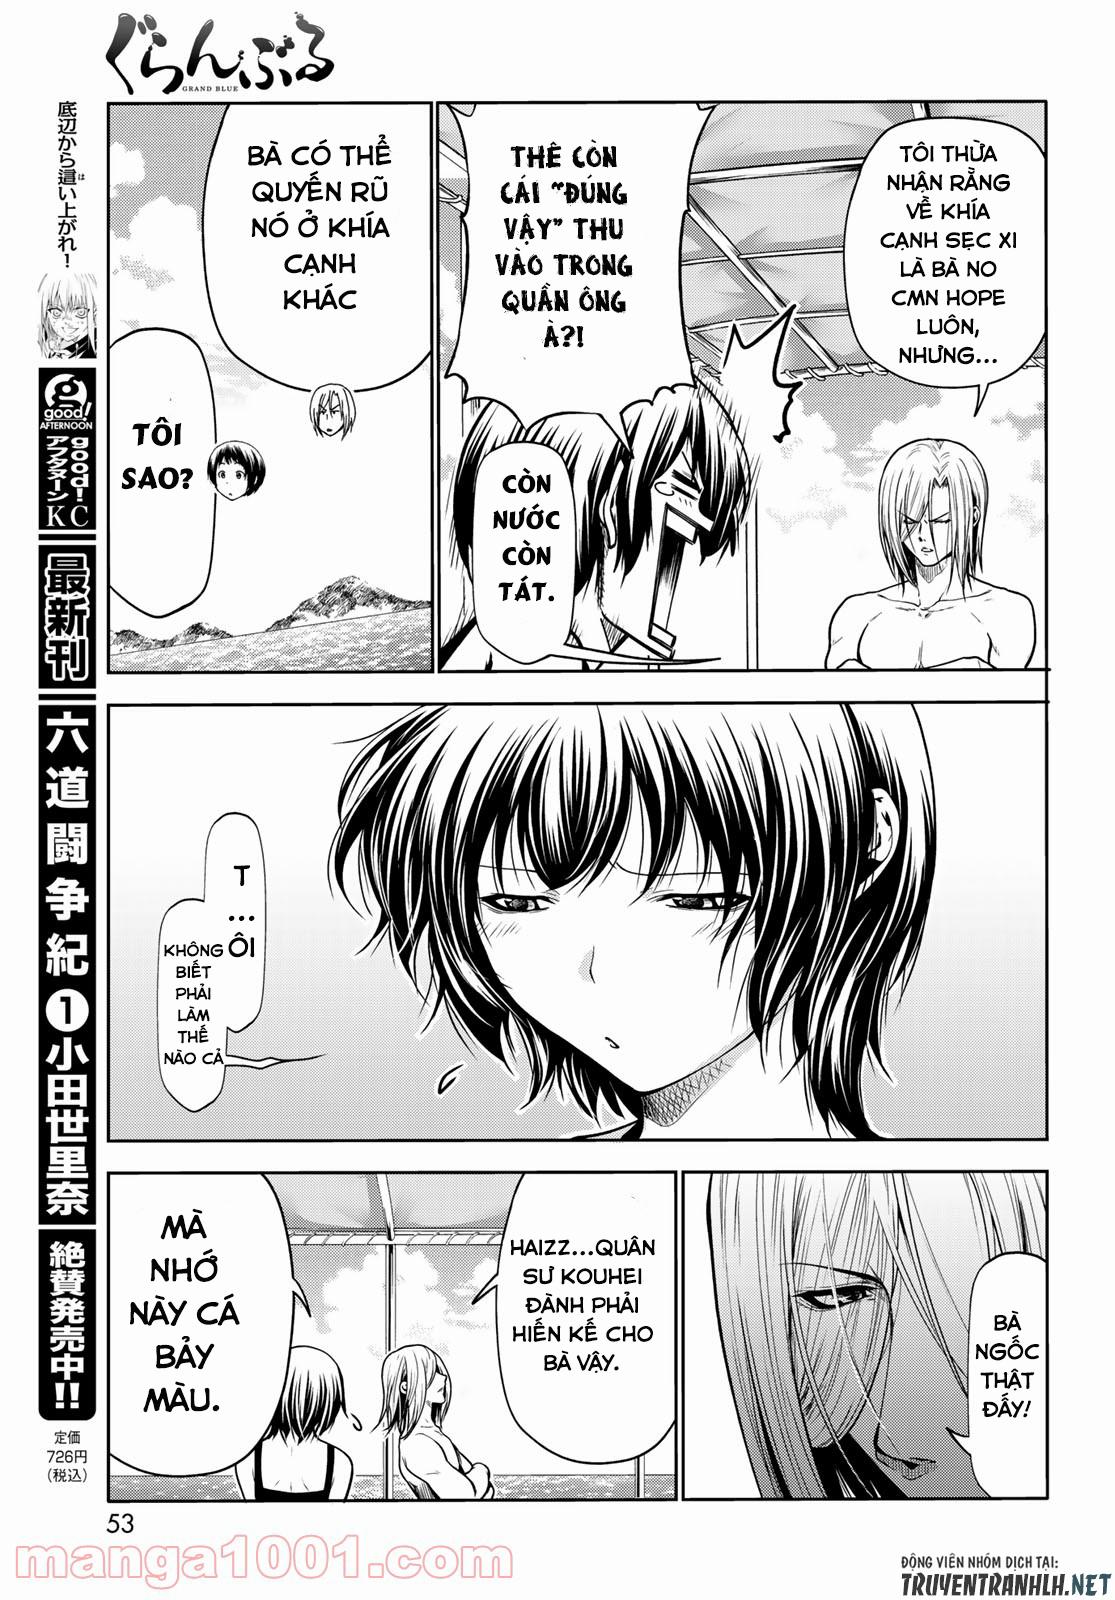 ぐらんぶる
GRAND BLUE
TÔI THỪA
NHẬN RẰNG
VỀ KHÍA
CẠNH SẸC XI
LÀ BÀ NO
CMN HOPE
LUÔN,
NHƯNG...
THẾ CÒN
CÁI "ĐÚNG
VẬY" THU
VÀO TRONG
QUẦN ÔNG
À?!
CÒN
NƯỚC
CÒN
TÁT.
BÀ CÓ THỂ
QUYẾN RŨ
NÓ Ở KHÍA
CẠNH
KHÁC
TÔI
SAO?
T
...
ÔI
KHÔNG
BIẾT
PHẢI
LÀM
THẾ
NÀO CẢ
BÀ
NGỐC
THẬT
ĐẤY!
HAIZZ...QUÂN
SƯ KOUHEI
ĐÀNH PHẢI
HIẾN KẾ CHO
BÀ VẬY.
MÀ
NHỚ
NÀY CÁ
BẢY
MÀU.
底辺から這い上がれ!
は
good!
AFTERNOON
good!
アフタヌーン
KC
最新刊
六道闘争紀
1
小田世里奈
絶賛発売中!!
定価
726円
(税込)
53
manga1001.com
ĐỘNG VIÊN NHÓM DỊCH TẠI:
TRUYENTRANHLH.NET